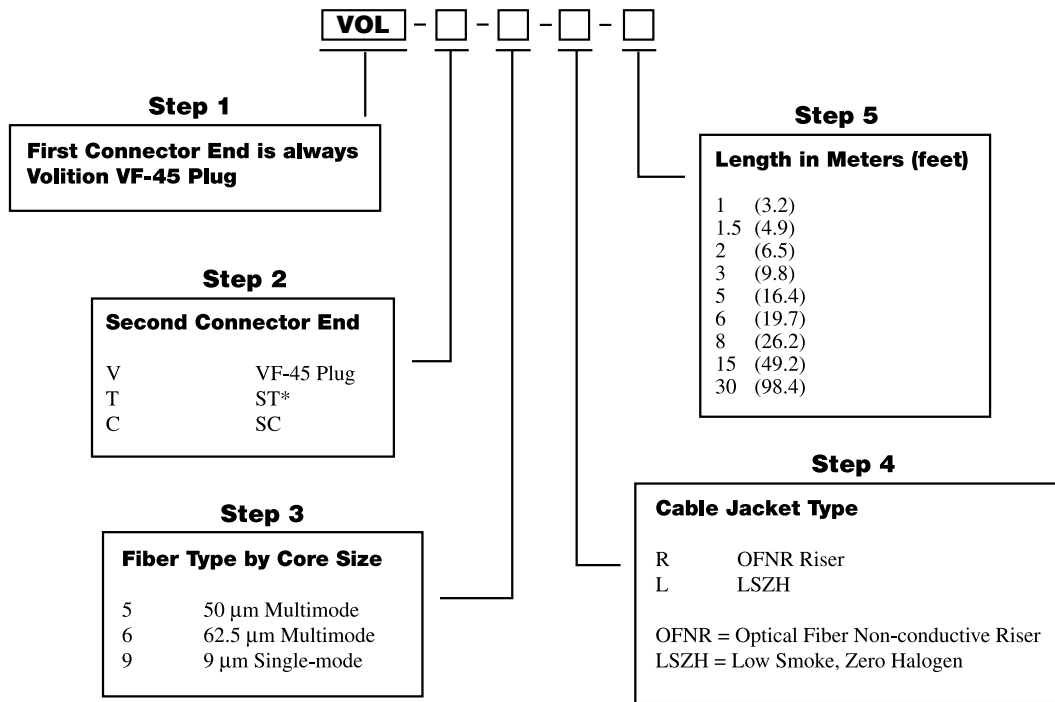 VOL - - - -
Step 1
First Connector End is always
Volition VF-45 Plug
Step 2
Second Connector End
V VF-45 Plug
T ST*
C SC
Step 3
Fiber Type by Core Size
5 50 µm Multimode
6 62.5 µm Multimode
9 9 µm Single-mode
Step 5
Length in Meters (feet)
1 (3.2)
1.5 (4.9)
2 (6.5)
3 (9.8)
5 (16.4)
6 (19.7)
8 (26.2)
15 (49.2)
30 (98.4)
Step 4
Cable Jacket Type
R OFNR Riser
L LSZH
OFNR = Optical Fiber Non-conductive Riser
LSZH = Low Smoke, Zero Halogen